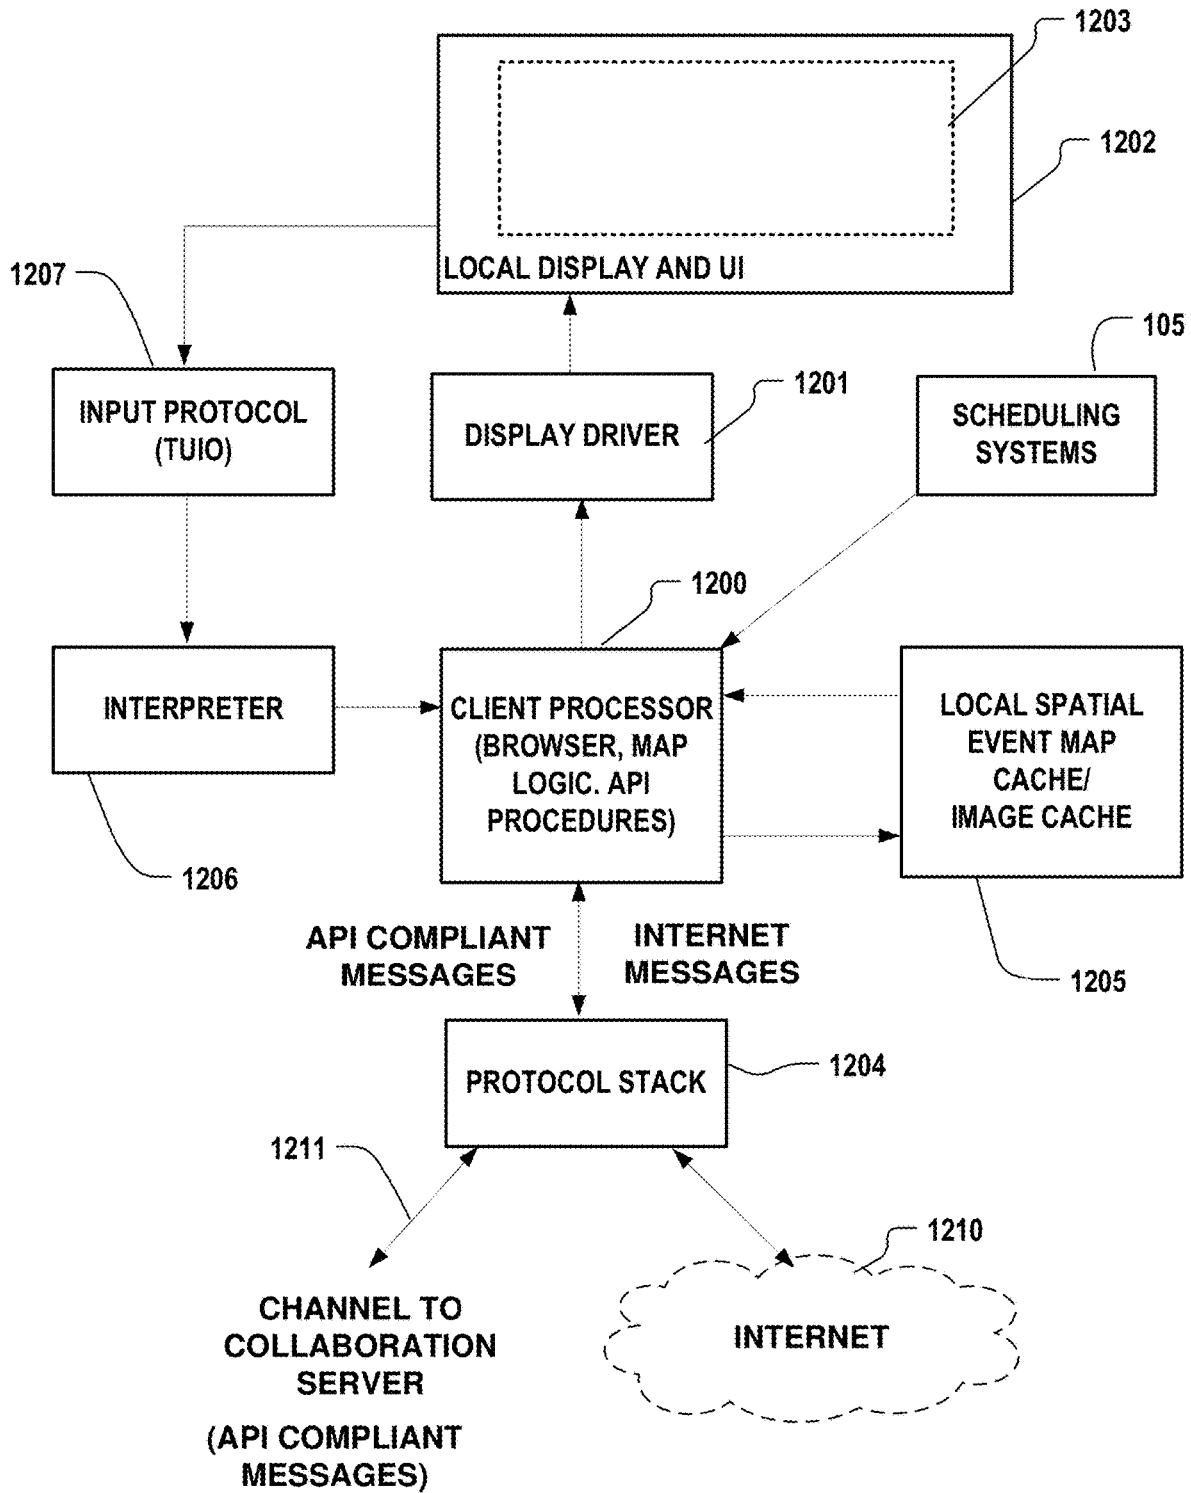 1203
1202
LOCAL DISPLAY AND UI
1207
105
INPUT PROTOCOL
(TUIO)
1201
DISPLAY DRIVER
SCHEDULING
SYSTEMS
1200
INTERPRETER
CLIENT PROCESSOR
(BROWSER, MAP
LOGIC. API
PROCEDURES)
LOCAL SPATIAL
EVENT MAP
CACHE/
IMAGE CACHE
1206
API COMPLIANT
MESSAGES
INTERNET
MESSAGES
1205
PROTOCOL STACK
1204
1211
1210
CHANNEL TO
COLLABORATION
SERVER
(API COMPLIANT
MESSAGES)
INTERNET